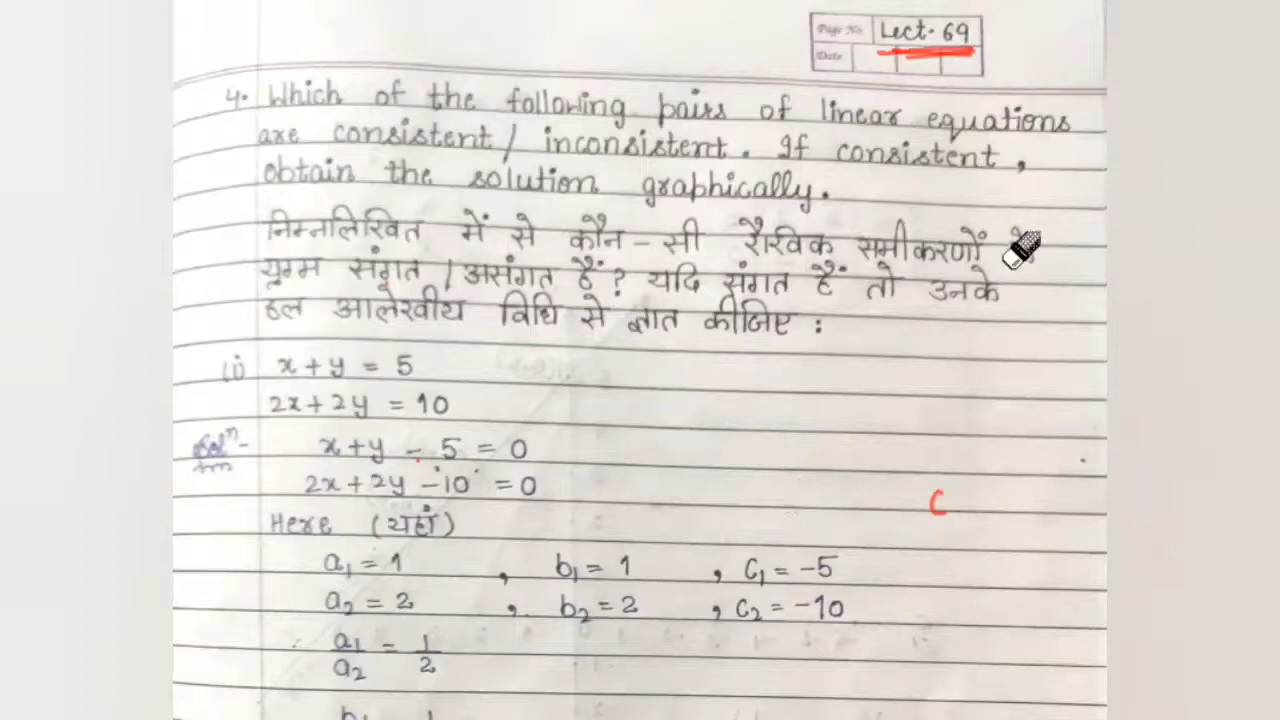 Page No. Lect. 69
Date
4. Which of the following pairs of linear equations
are consistent / inconsistent. If consistent,
obtain the solution graphically.
निम्नलिखित में से कौन-सी रैखिक समीकरणों
युग्म संगत / असंगत हैं? यदि संगत हैं तो उनके
हल आलेखीय विधि से ज्ञात कीजिए :
(i) x + y = 5
2x + 2y = 10
Solⁿ- x + y - 5 = 0
2x + 2y - 10 = 0
Here (यहाँ)
a₁ = 1 , b₁ = 1 , c₁ = -5
a₂ = 2 , b₂ = 2 , c₂ = -10
∴ a₁/a₂ = 1/2
C